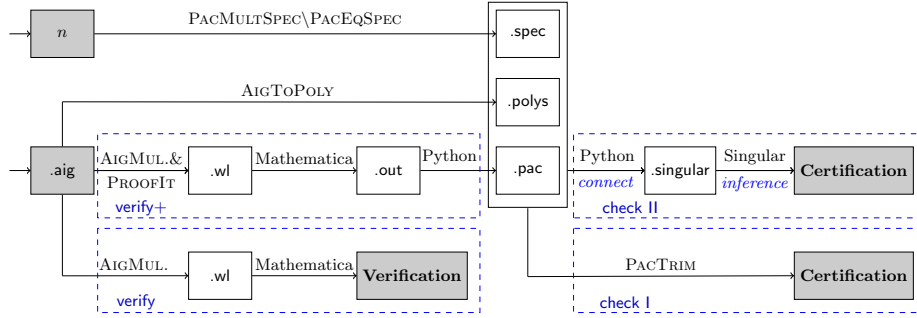 PACMULTSPEC\PACEQSPEC
n
.spec
AIGTOPOLY
.polys
AIGMUL.&
PROOFIT
Mathematica
Python
Python
Singular
.aig
.wl
.out
.pac
connect
.singular
inference
Certification
verify+
check II
AIGMUL.
Mathematica
PACTRIM
.wl
Verification
Certification
verify
check I